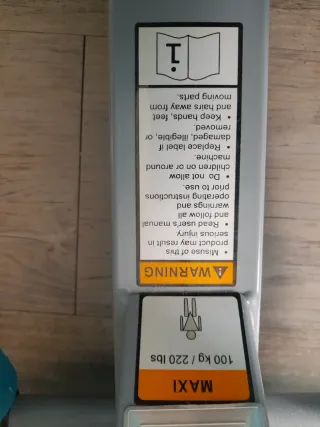 MAXI
100 kg / 220 lbs
WARNING
• Misuse of this
product may result in
serious injury
• Read user's manual
and follow all
warnings and
operating instructions
prior to use.
• Do not allow
children on or around
machine.
• Replace label if
damaged, illegible, or
removed.
• Keep hands, feet,
and hairs away from
moving parts.